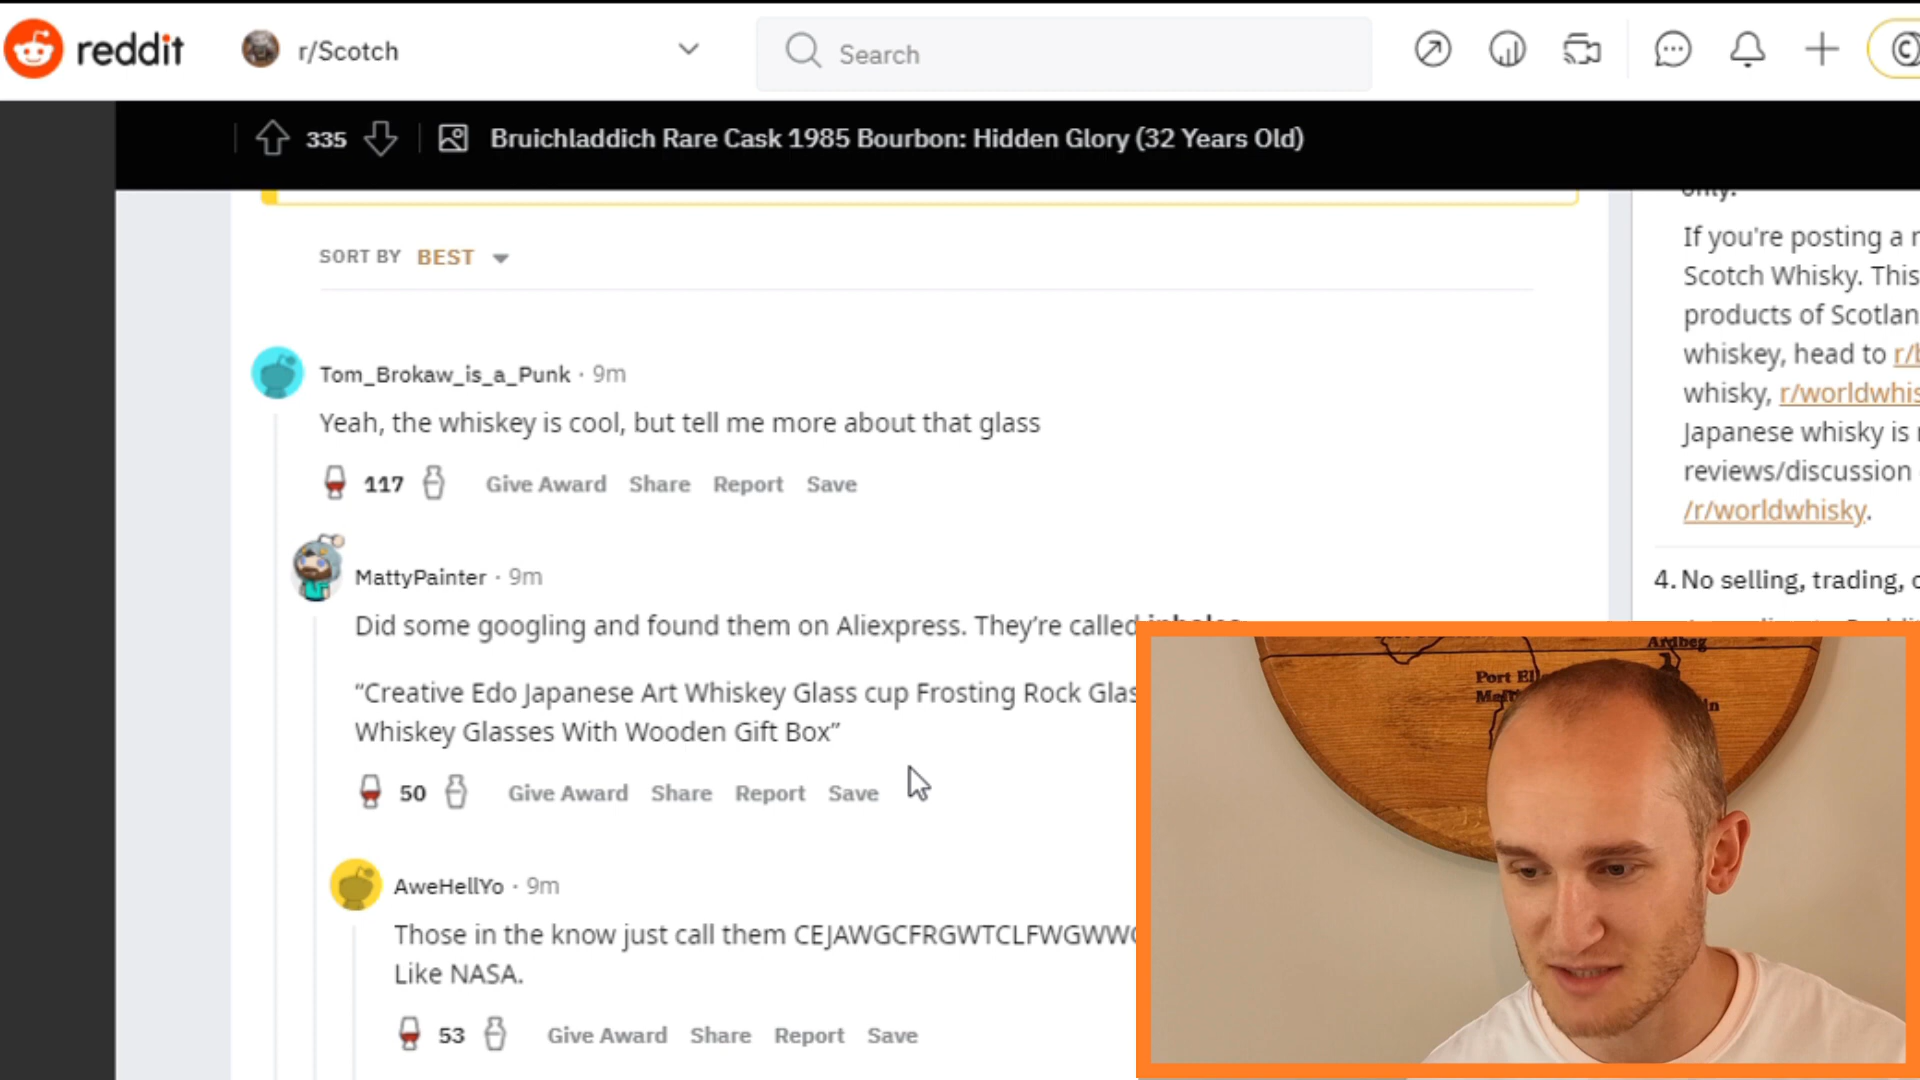 reddit r/Scotch Search
335 Bruichladdich Rare Cask 1985 Bourbon: Hidden Glory (32 Years Old)
only.
SORT BY BEST
If you're posting a
Scotch Whisky. This
products of Scotlan
whiskey, head to r/b
whisky, r/worldwhis
Japanese whisky is
reviews/discussion
/r/worldwhisky.
4. No selling, trading,
Tom_Brokaw_is_a_Punk · 9m
Yeah, the whiskey is cool, but tell me more about that glass
117 Give Award Share Report Save
MattyPainter · 9m
Did some googling and found them on Aliexpress. They’re called
“Creative Edo Japanese Art Whiskey Glass cup Frosting Rock Glas
Whiskey Glasses With Wooden Gift Box”
50 Give Award Share Report Save
AweHellYo · 9m
Those in the know just call them CEJAWGCFRGWTCLFWGWW
Like NASA.
53 Give Award Share Report Save
Ardbeg
Port El